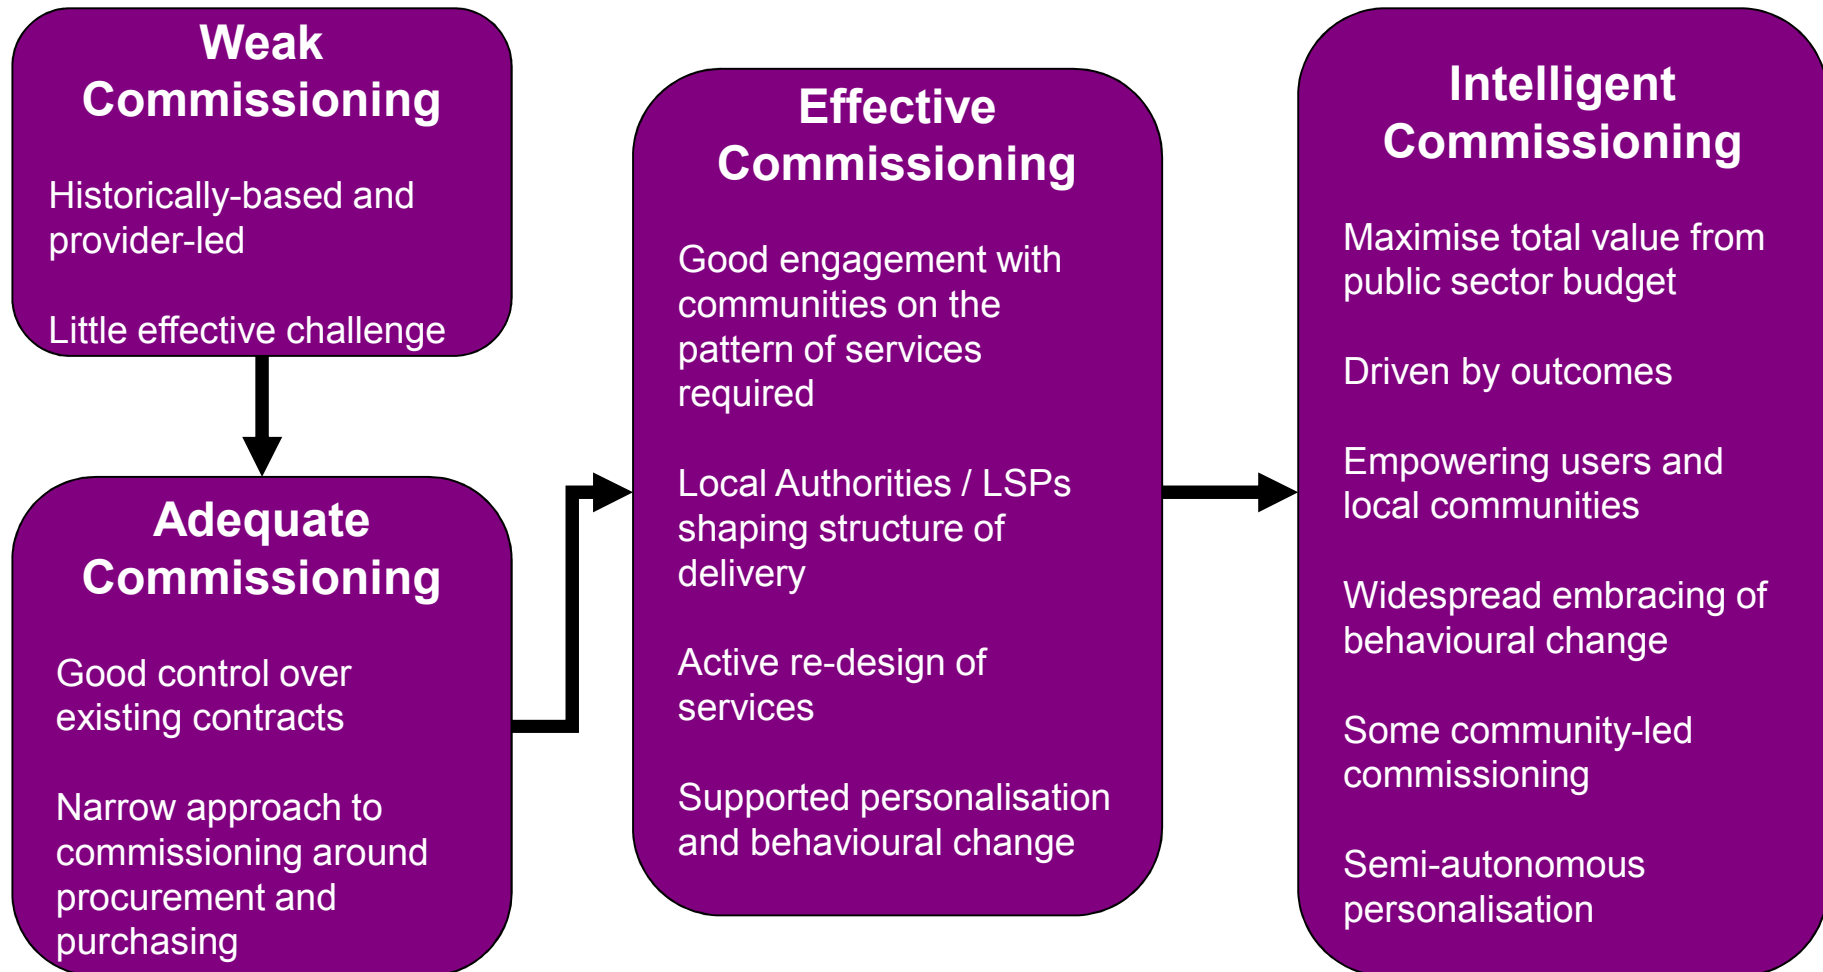 Weak
Commissioning
Historically-based and
provider-led
Little effective challenge
Adequate
Commissioning
Good control over
existing contracts
Narrow approach to
commissioning around
procurement and
purchasing
Effective
Commissioning
Good engagement with
communities on the
pattern of services
required
Local Authorities / LSPs
shaping structure of
delivery
Active re-design of
services
Supported personalisation
and behavioural change
Intelligent
Commissioning
Maximise total value from
public sector budget
Driven by outcomes
Empowering users and
local communities
Widespread embracing of
behavioural change
Some community-led
commissioning
Semi-autonomous
personalisation